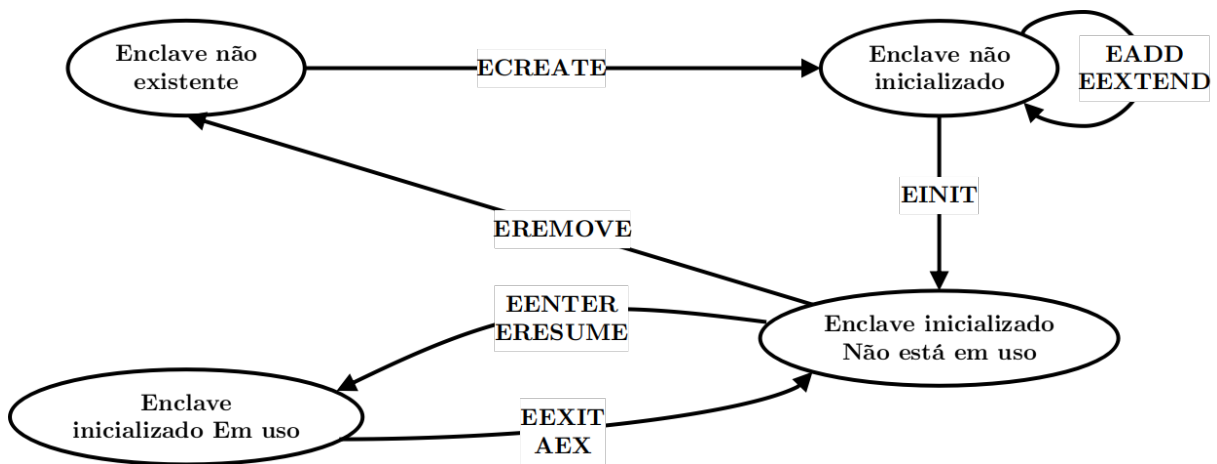 Enclave não
existente
ECREATE
Enclave não
inicializado
EADD
EEXTEND
EINIT
EREMOVE
EENTER
ERESUME
Enclave inicializado
Não está em uso
Enclave
inicializado Em uso
EEXIT
AEX